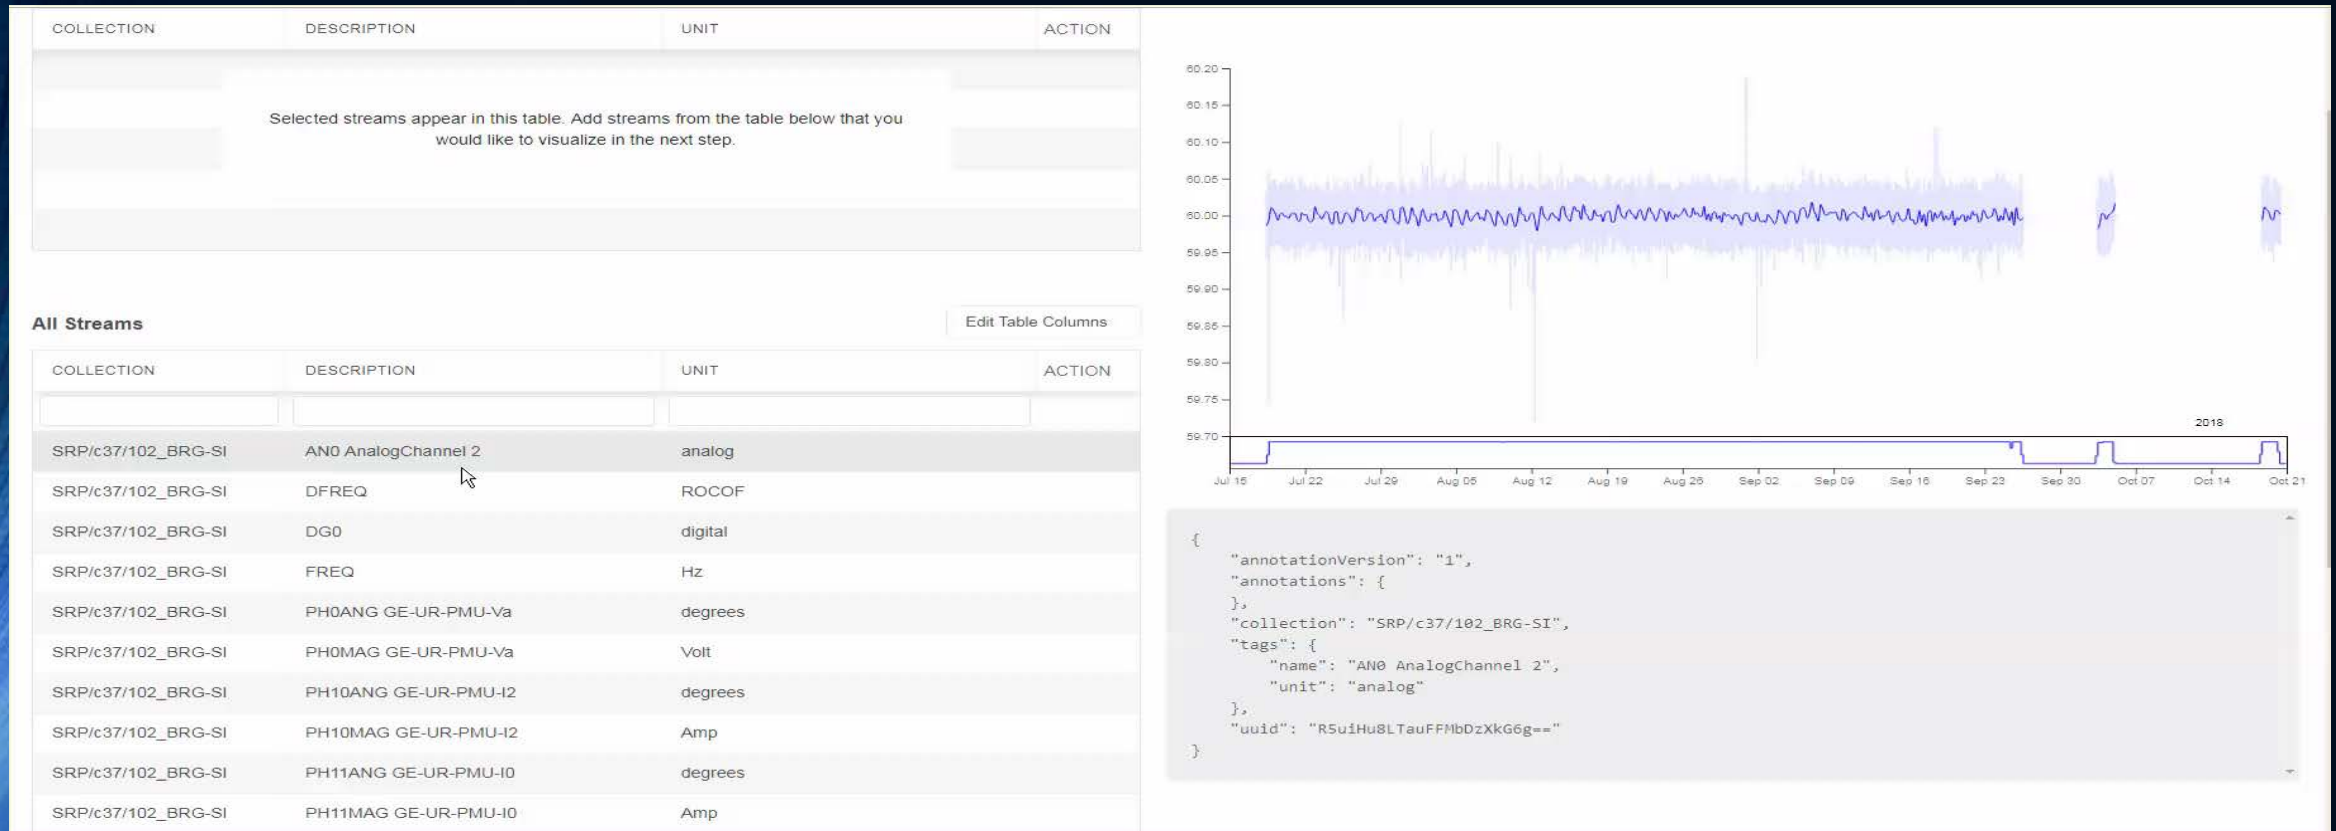 COLLECTION DESCRIPTION UNIT ACTION
Selected streams appear in this table. Add streams from the table below that you
would like to visualize in the next step.
All Streams
Edit Table Columns
COLLECTION DESCRIPTION UNIT ACTION
SRP/c37/102_BRG-SI AN0 AnalogChannel 2 analog
SRP/c37/102_BRG-SI DFREQ ROCOF
SRP/c37/102_BRG-SI DG0 digital
SRP/c37/102_BRG-SI FREQ Hz
SRP/c37/102_BRG-SI PH0ANG GE-UR-PMU-Va degrees
SRP/c37/102_BRG-SI PH0MAG GE-UR-PMU-Va Volt
SRP/c37/102_BRG-SI PH10ANG GE-UR-PMU-I2 degrees
SRP/c37/102_BRG-SI PH10MAG GE-UR-PMU-I2 Amp
SRP/c37/102_BRG-SI PH11ANG GE-UR-PMU-I0 degrees
SRP/c37/102_BRG-SI PH11MAG GE-UR-PMU-I0 Amp
60.20
60.15
60.10
60.05
60.00
59.95
59.90
59.85
59.80
59.75
59.70
2018
Jul 15 Jul 22 Jul 29 Aug 05 Aug 12 Aug 19 Aug 26 Sep 02 Sep 09 Sep 16 Sep 23 Sep 30 Oct 07 Oct 14 Oct 21
{
"annotationVersion": "1",
"annotations": {
},
"collection": "SRP/c37/102_BRG-SI",
"tags": {
"name": "AN0 AnalogChannel 2",
"unit": "analog"
},
"uuid": "R5uiHu8LTauFFMbDzXkG6g=="
}